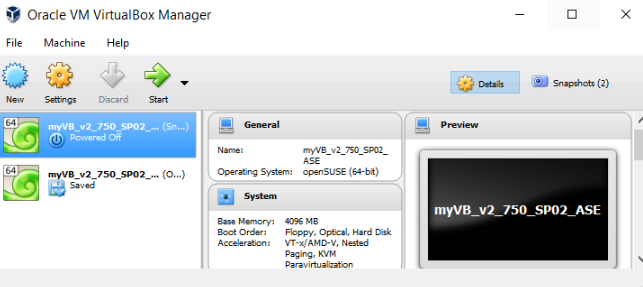 Oracle VM VirtualBox Manager
File Machine Help
New Settings Discard Start Details Snapshots (2)
64 myVB_v2_750_SP02_... (Sn...)
Powered Off
64 myVB_v2_750_SP02_... (O...)
Saved
General
Name: myVB_v2_750_SP02_
ASE
Operating System: openSUSE (64-bit)
System
Base Memory: 4096 MB
Boot Order: Floppy, Optical, Hard Disk
Acceleration: VT-x/AMD-V, Nested
Paging, KVM
Paravirtualization
Preview
myVB_v2_750_SP02_ASE